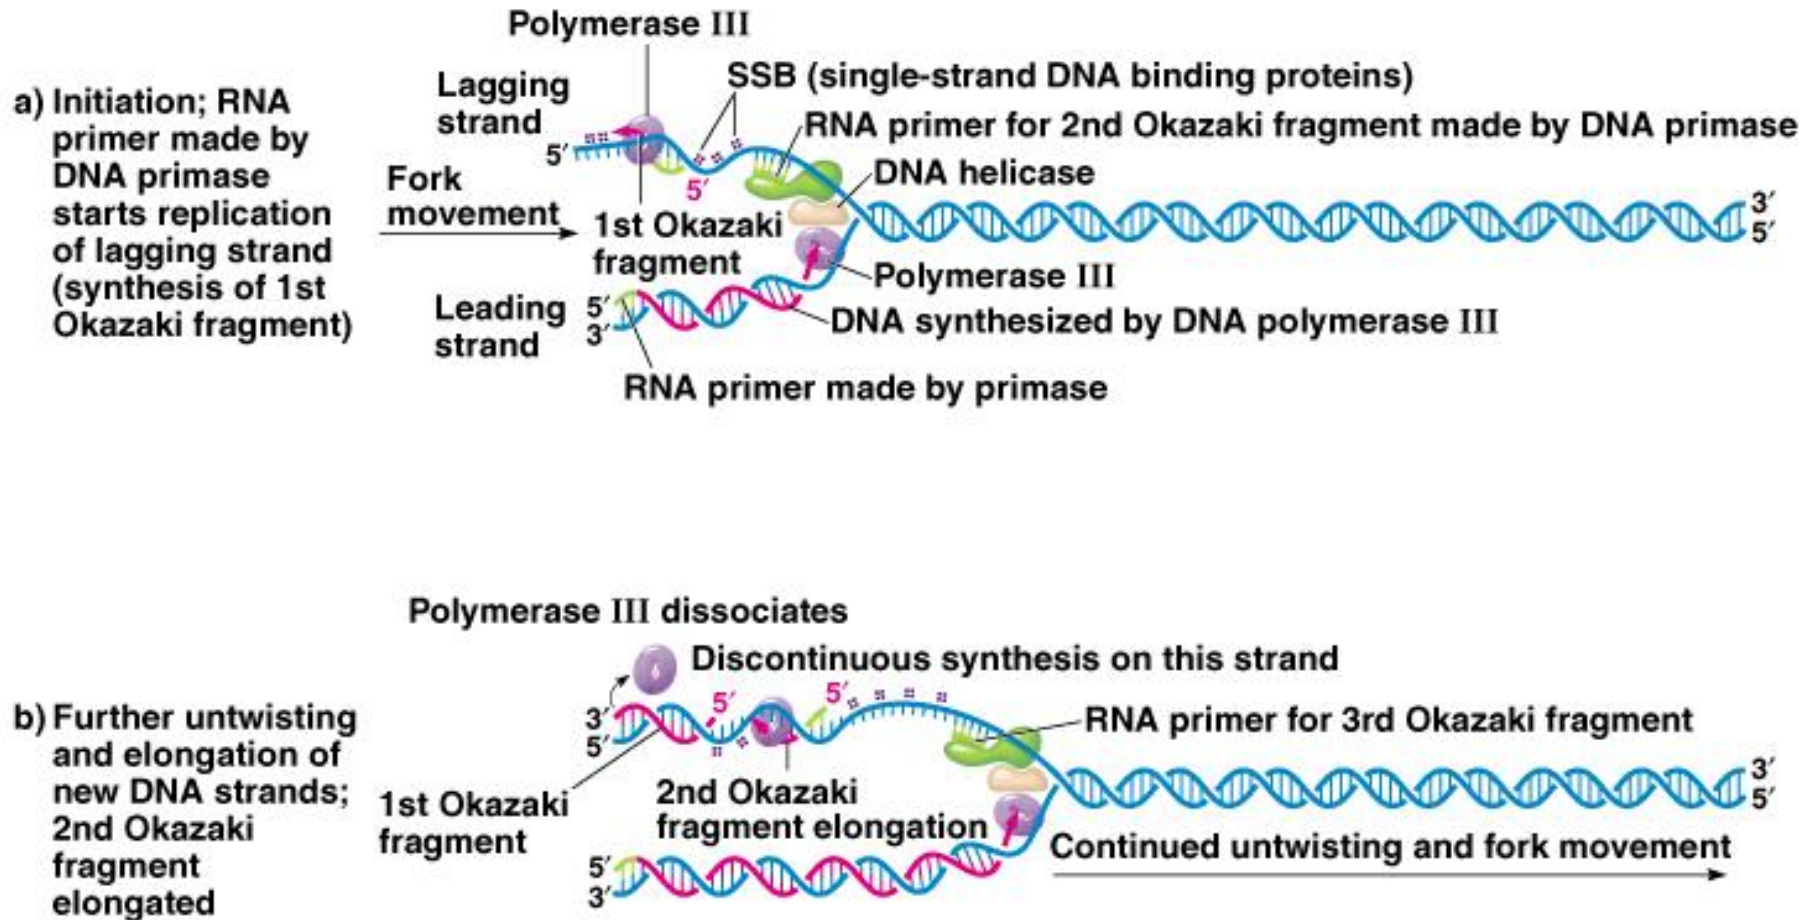 Polymerase III
a) Initiation; RNA
primer made by
DNA primase
starts replication
of lagging strand
(synthesis of 1st
Okazaki fragment)
Lagging
strand
SSB (single-strand DNA binding proteins)
RNA primer for 2nd Okazaki fragment made by DNA primase
5′
5′
DNA helicase
Fork
movement
1st Okazaki
fragment
3′
5′
Polymerase III
Leading
strand
5′
3′
DNA synthesized by DNA polymerase III
RNA primer made by primase
Polymerase III dissociates
Discontinuous synthesis on this strand
b) Further untwisting
and elongation of
new DNA strands;
2nd Okazaki
fragment
elongated
3′
5′
5′
5′
RNA primer for 3rd Okazaki fragment
1st Okazaki
fragment
2nd Okazaki
fragment elongation
3′
5′
Continued untwisting and fork movement
5′
3′